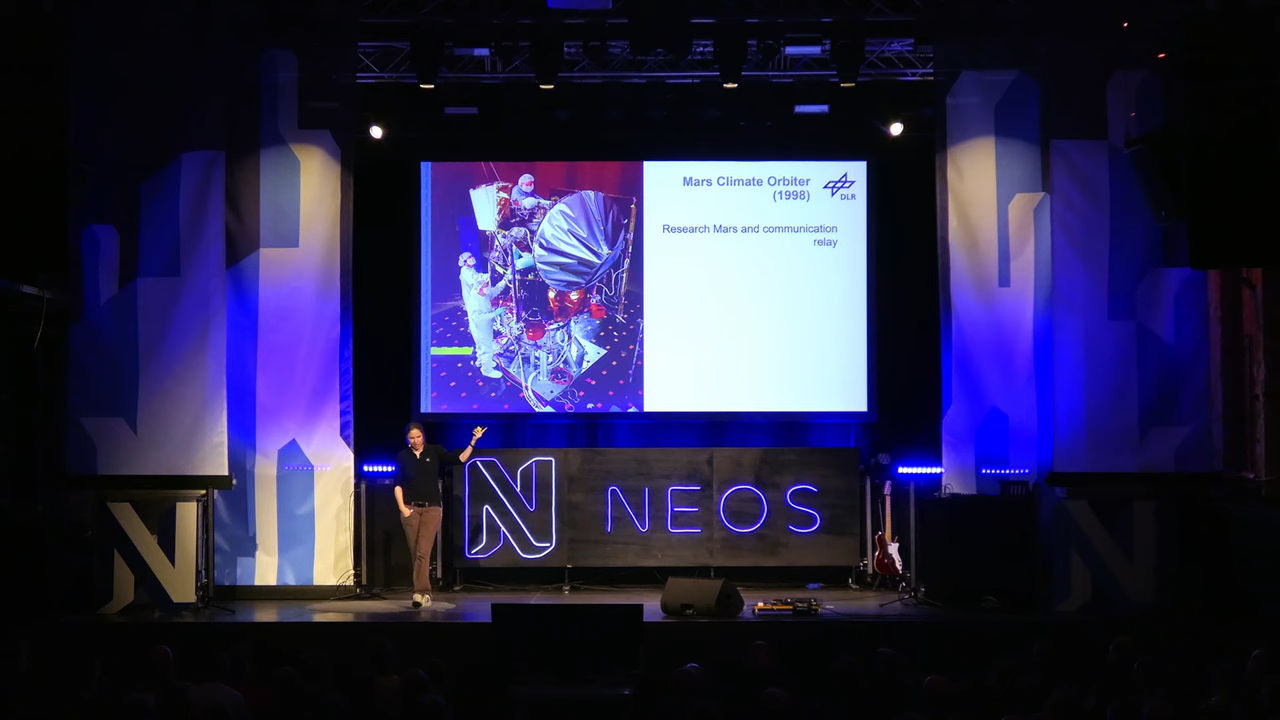 Mars Climate Orbiter
(1998)
DLR
Research Mars and communication
relay
NEOS